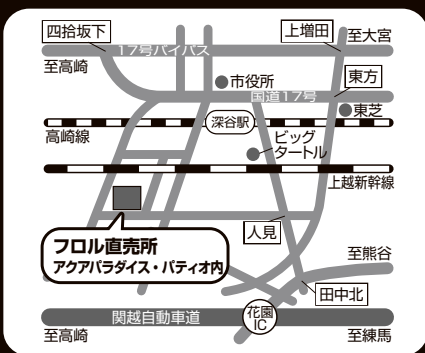 四拾坂下
上増田
至大宮
17号バイパス
至高崎
市役所
東方
国道17号
東芝
高崎線
深谷駅
ビッグ
タートル
上越新幹線
フロル直売所
アクアパラダイス・パティオ内
人見
至熊谷
田中北
関越自動車道
花園
IC
至高崎
至練馬